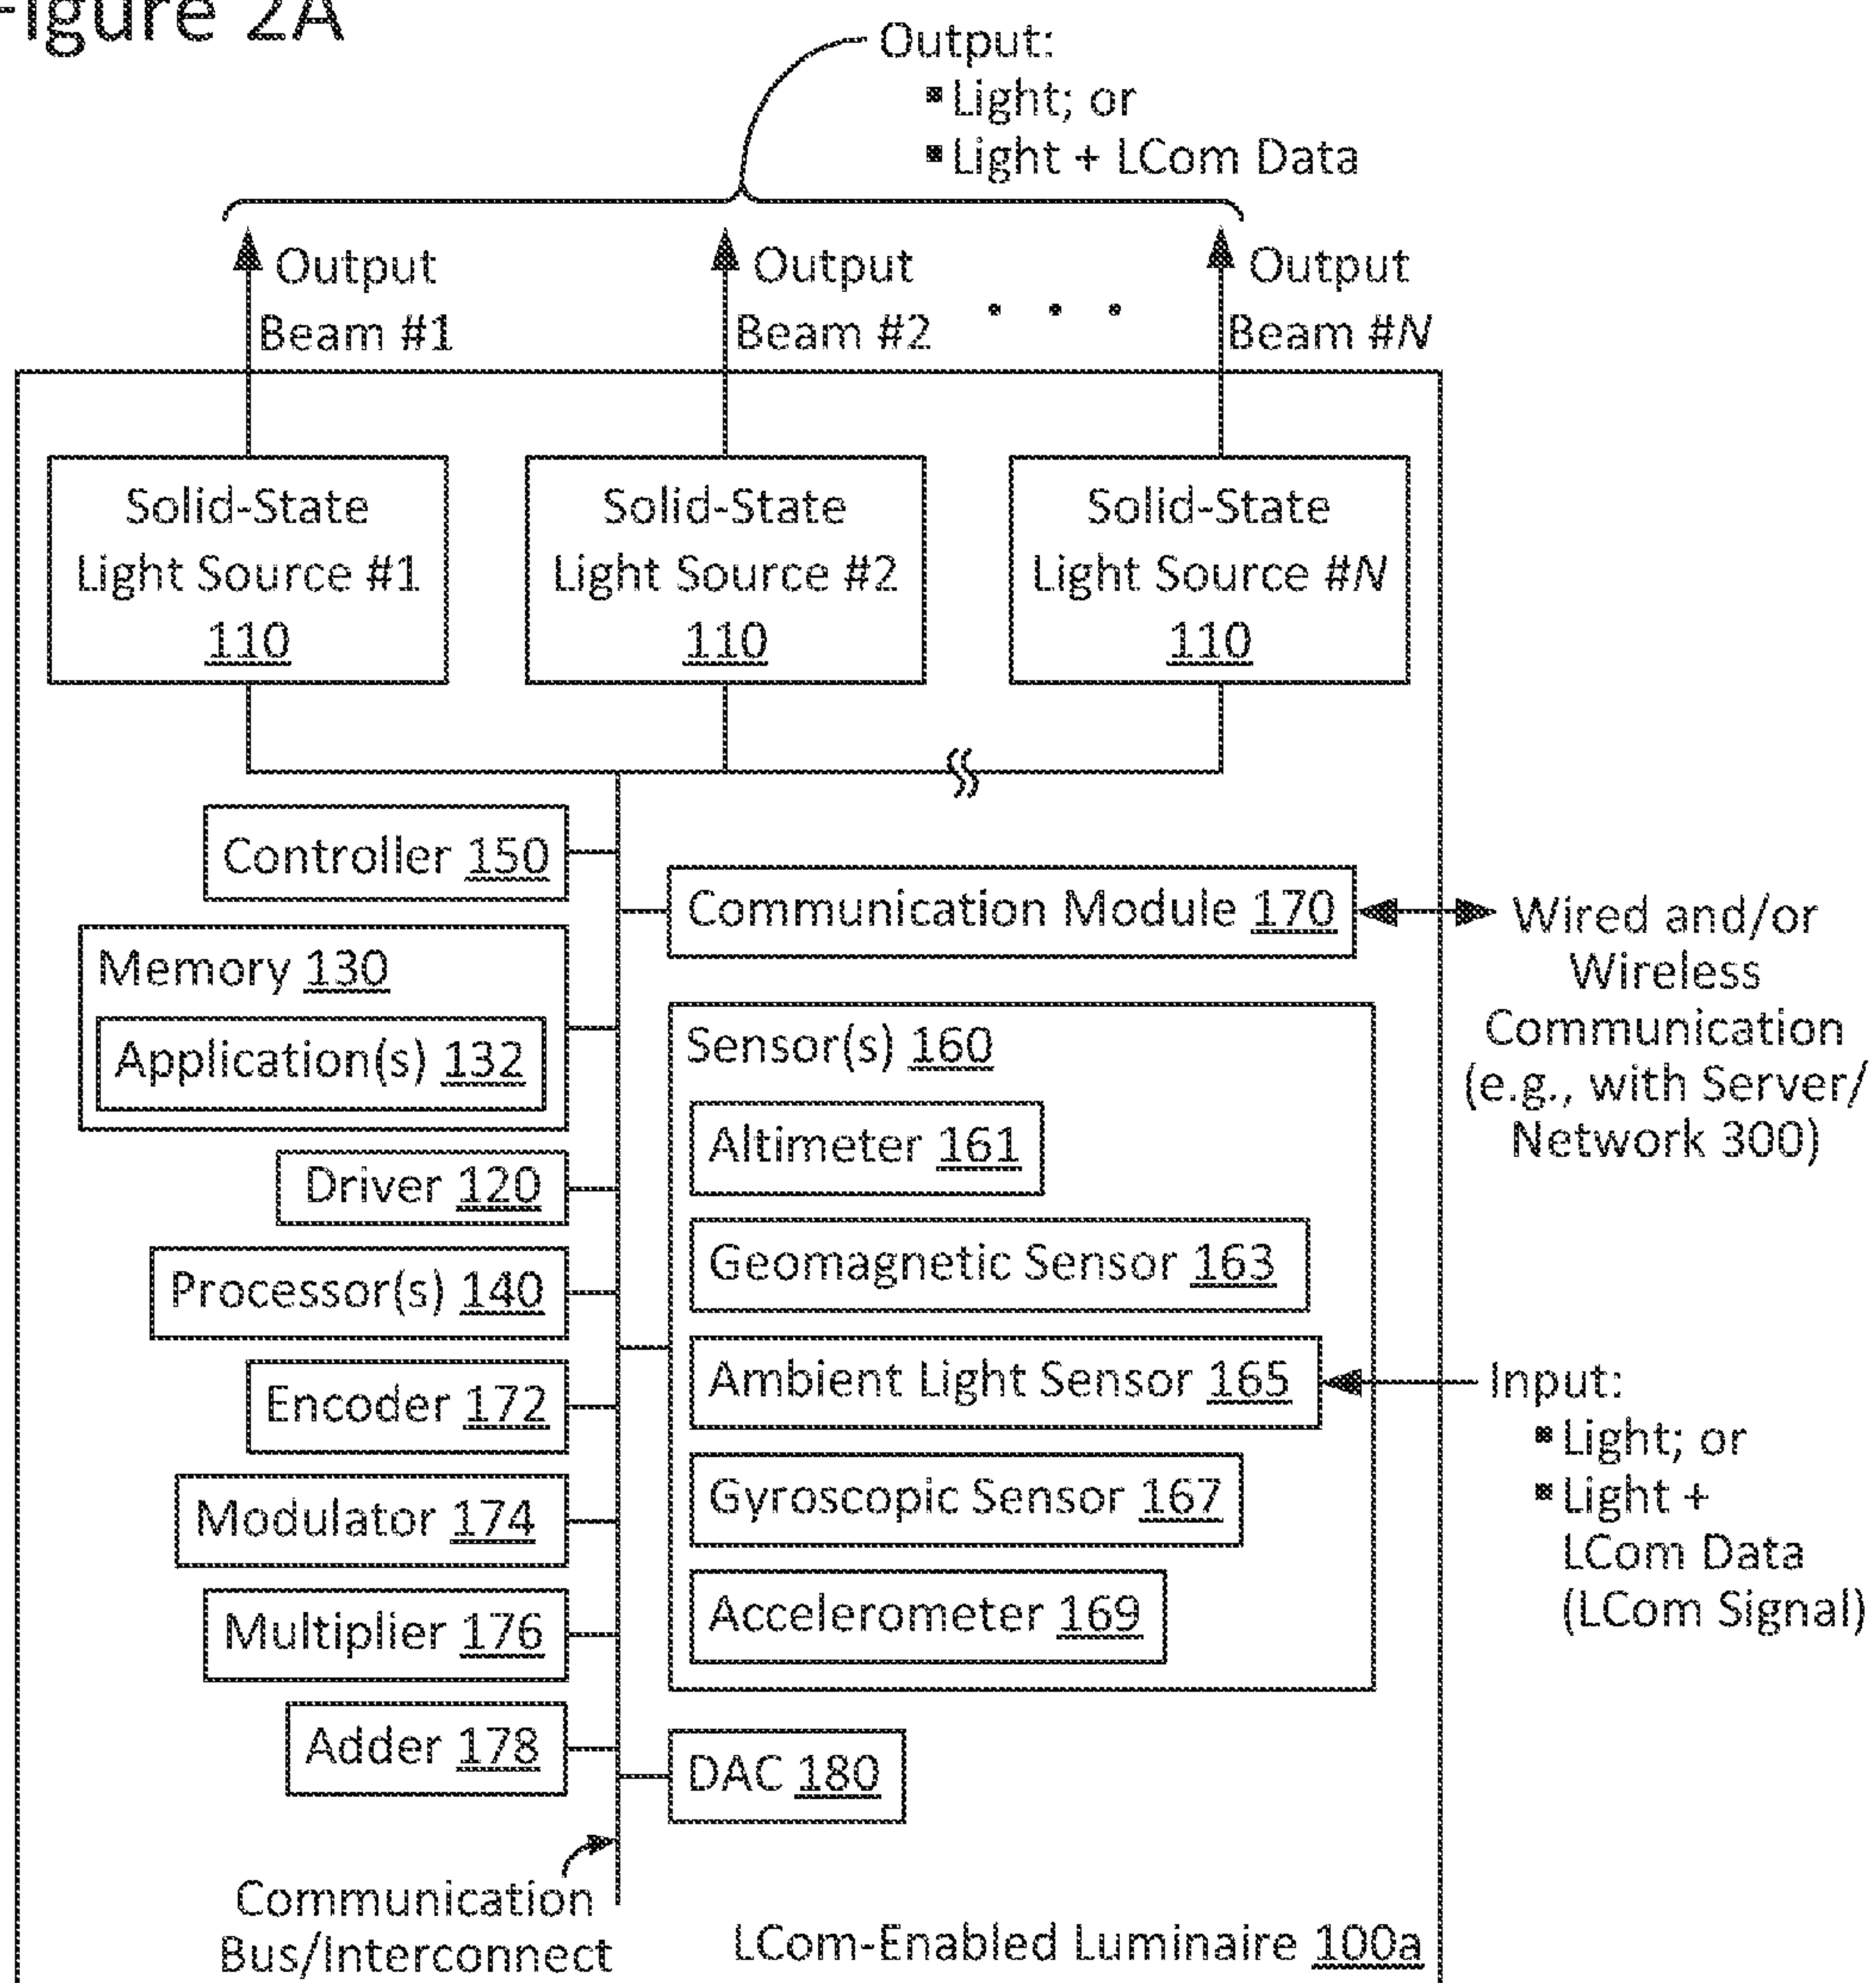 Figure 2A
Output:
▪ Light; or
▪ Light + LCom Data
Output
Beam #1
Output
Beam #2
. . .
Output
Beam #N
Solid-State
Light Source #1
110
Solid-State
Light Source #2
110
Solid-State
Light Source #N
110
Controller 150
Communication Module 170
Wired and/or
Wireless
Communication
(e.g., with Server/
Network 300)
Memory 130
Application(s) 132
Driver 120
Processor(s) 140
Encoder 172
Modulator 174
Multiplier 176
Adder 178
Sensor(s) 160
Altimeter 161
Geomagnetic Sensor 163
Ambient Light Sensor 165
Gyroscopic Sensor 167
Accelerometer 169
Input:
▪ Light; or
▪ Light +
LCom Data
(LCom Signal)
DAC 180
Communication
Bus/Interconnect
LCom-Enabled Luminaire 100a